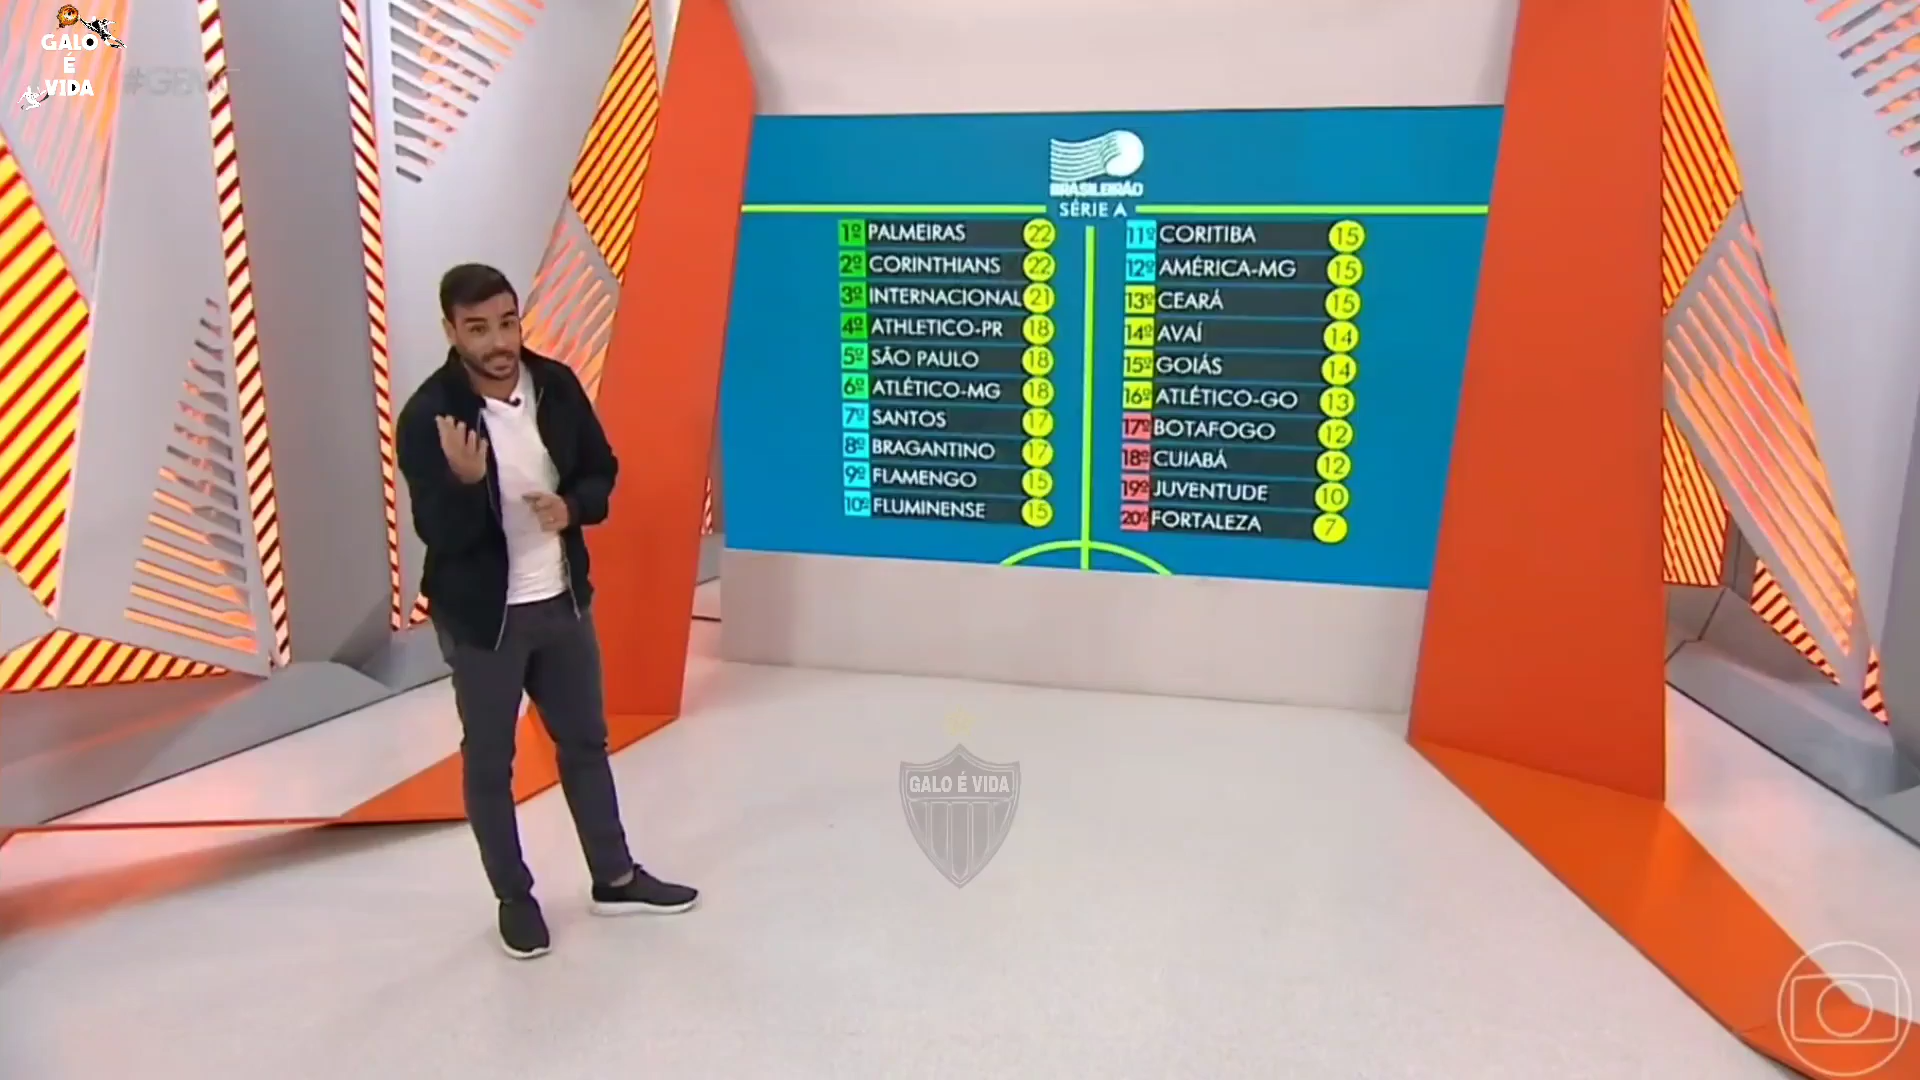 GALO
É
VIDA
BRASILEIRÃO
SÉRIE A
1º PALMEIRAS 22
2º CORINTHIANS 22
3º INTERNACIONAL 21
4º ATHLETICO-PR 18
5º SÃO PAULO 18
6º ATLÉTICO-MG 18
7º SANTOS 17
8º BRAGANTINO 17
9º FLAMENGO 15
10º FLUMINENSE 15
11º CORITIBA 15
12º AMÉRICA-MG 15
13º CEARÁ 15
14º AVAÍ 14
15º GOIÁS 14
16º ATLÉTICO-GO 13
17º BOTAFOGO 12
18º CUIABÁ 12
19º JUVENTUDE 10
20º FORTALEZA 7
GALO É VIDA